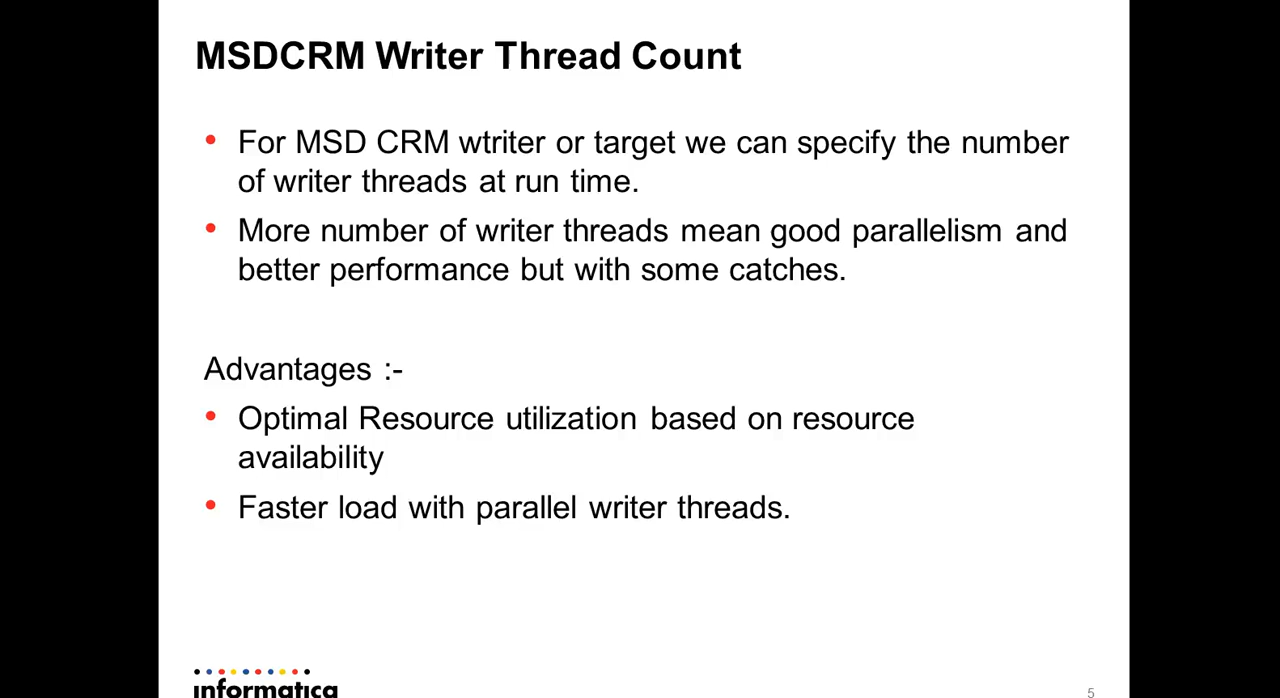 MSDCRM Writer Thread Count
• For MSD CRM wtriter or target we can specify the number
of writer threads at run time.
• More number of writer threads mean good parallelism and
better performance but with some catches.
Advantages :-
• Optimal Resource utilization based on resource
availability
• Faster load with parallel writer threads.
informatica
5